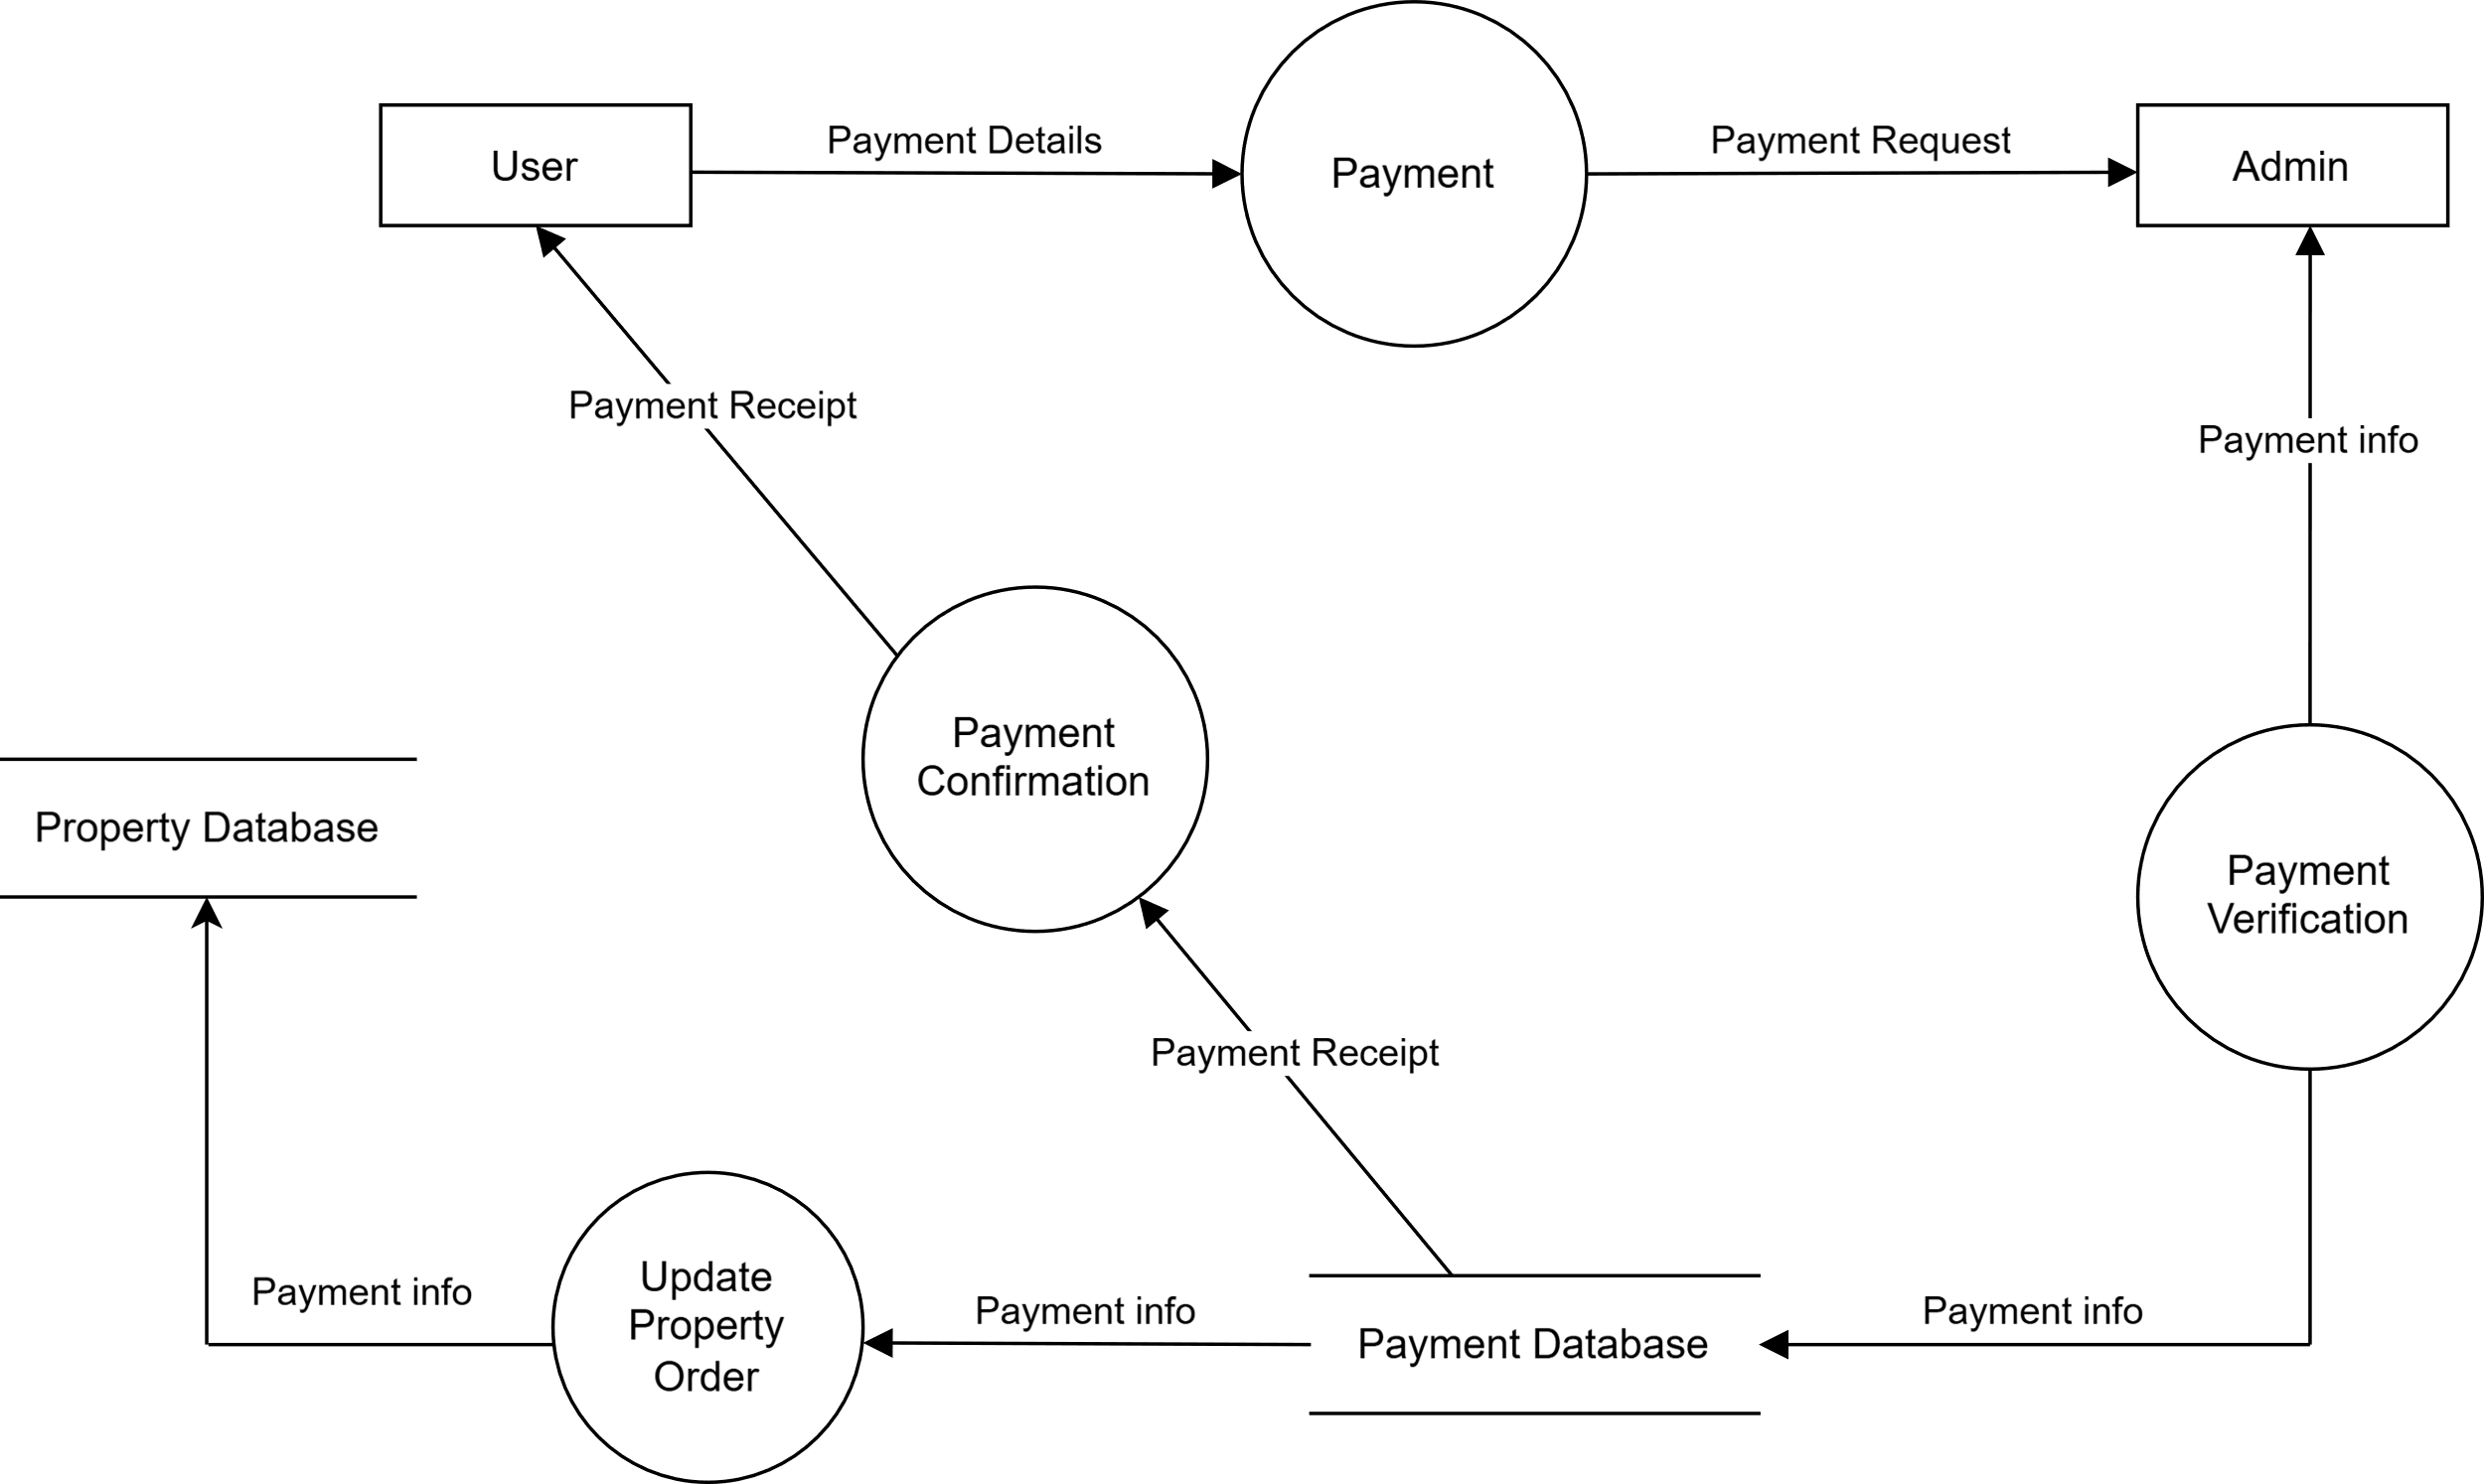 User
Payment Details
Payment
Payment Request
Admin
Payment Receipt
Payment info
Payment
Confirmation
Property Database
Payment
Verification
Payment Receipt
Update
Property
Order
Payment info
Payment info
Payment Database
Payment info